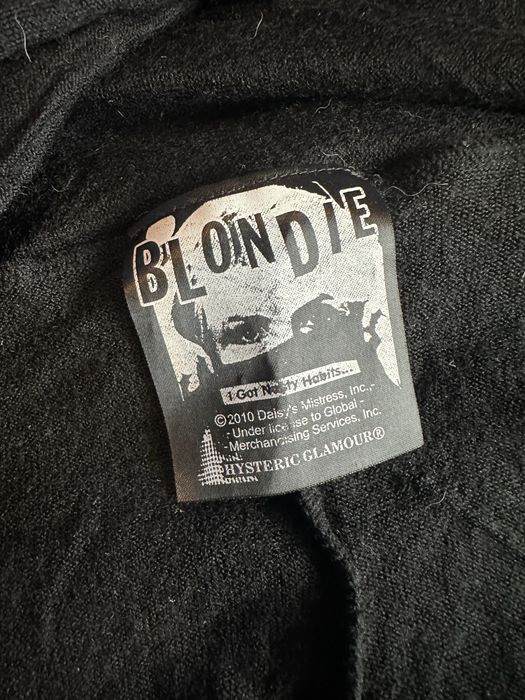 BLONDIE
I Got Nasty Habits...
©2010 Daisy's Mistress, Inc.,-
-Under license to Global -
-Merchandising Services, Inc.
HYSTERIC GLAMOUR®